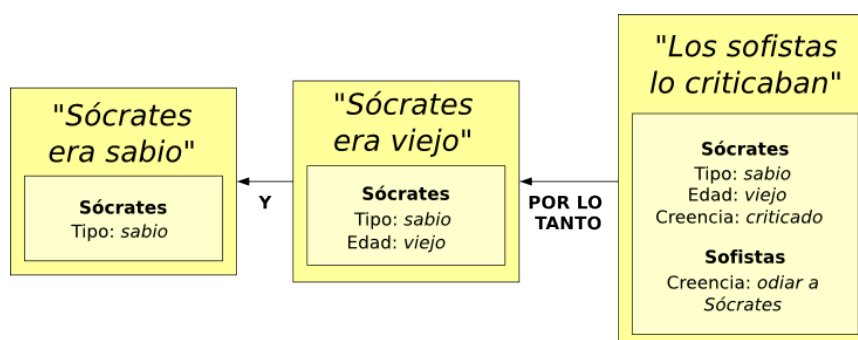 "Sócrates
era sabio"
Sócrates
Tipo: sabio
Y
"Sócrates
era viejo"
Sócrates
Tipo: sabio
Edad: viejo
POR LO
TANTO
"Los sofistas
lo criticaban"
Sócrates
Tipo: sabio
Edad: viejo
Creencia: criticado
Sofistas
Creencia: odiar a
Sócrates